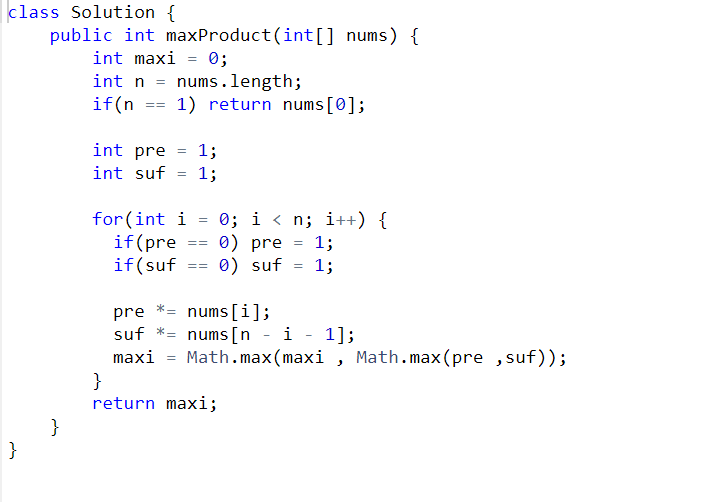 class Solution {
    public int maxProduct(int[] nums) {
        int maxi = 0;
        int n = nums.length;
        if(n == 1) return nums[0];

        int pre = 1;
        int suf = 1;

        for(int i = 0; i < n; i++) {
          if(pre == 0) pre = 1;
          if(suf == 0) suf = 1;

          pre *= nums[i];
          suf *= nums[n - i - 1];
          maxi = Math.max(maxi , Math.max(pre ,suf));
        }
        return maxi;
    }
}